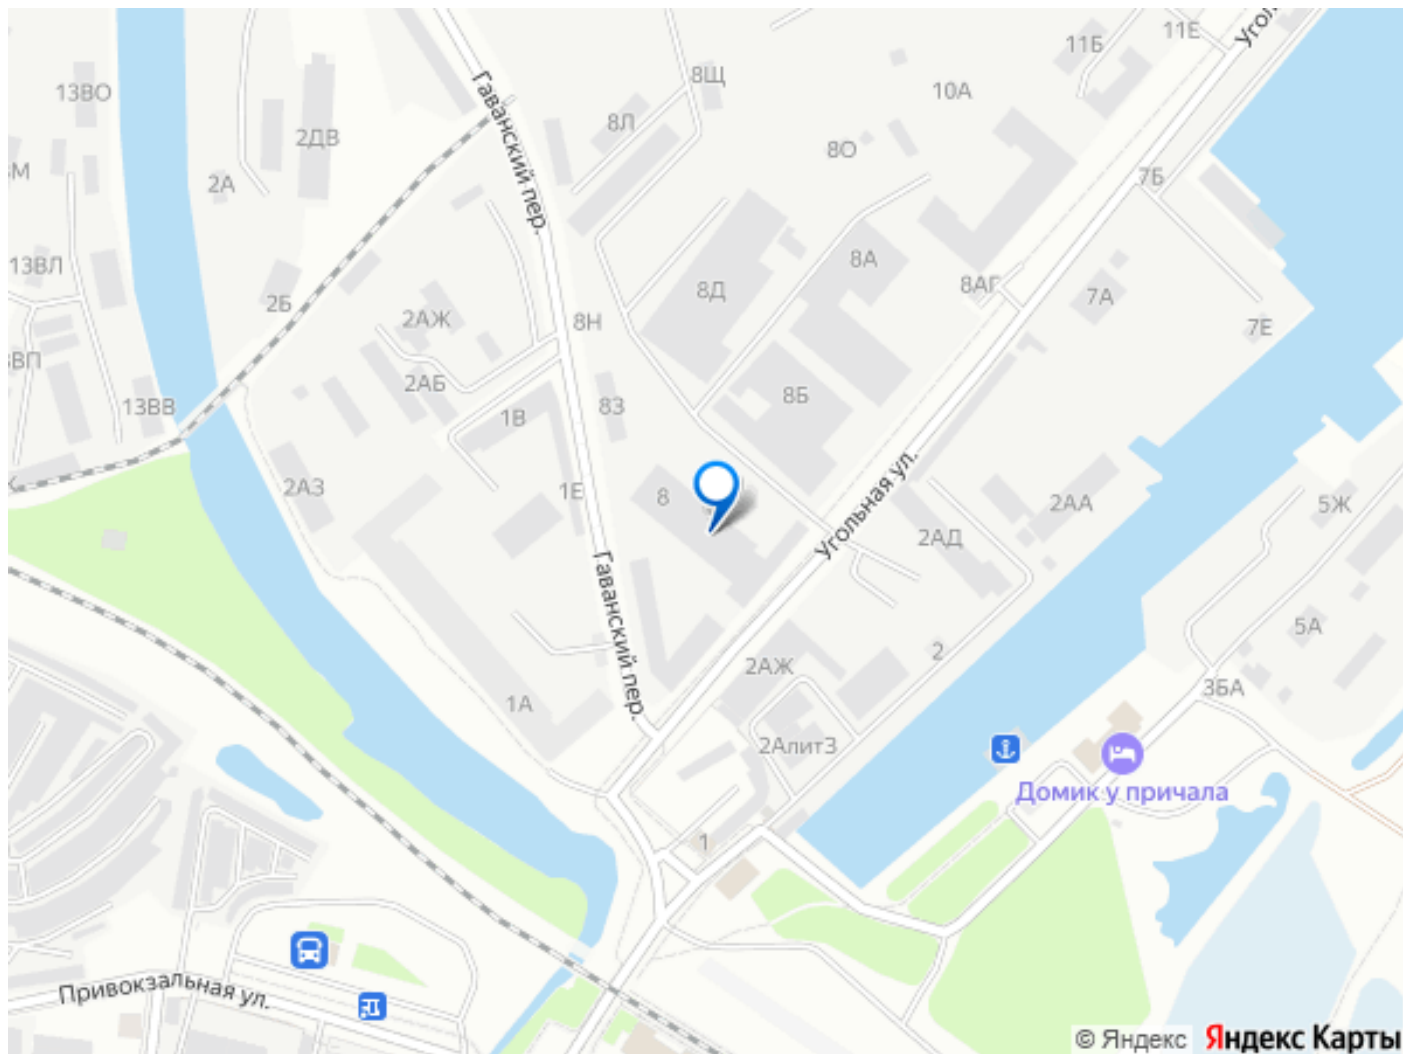 11Е
Уголь
11Б
8Щ
13ВО
10А
Гаванский пер.
8Л
2ДВ
8О
2А
7Б
8А
13ВЛ
8АГ
8Д
7А
2Б
2АЖ
8Н
7Е
2АБ
8Б
13ВВ
8З
1В
Угольная ул.
2АЗ
1Е
8
2АА
5Ж
2АД
Гаванский пер.
5А
2
2АЖ
3БА
1А
2Алит3
Домик у причала
1
Привокзальная ул.
© Яндекс Яндекс Карты